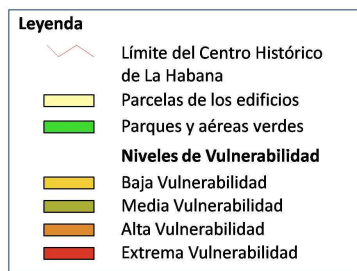 Leyenda
Límite del Centro Histórico
de La Habana
Parcelas de los edificios
Parques y aéreas verdes
Niveles de Vulnerabilidad
Baja Vulnerabilidad
Media Vulnerabilidad
Alta Vulnerabilidad
Extrema Vulnerabilidad